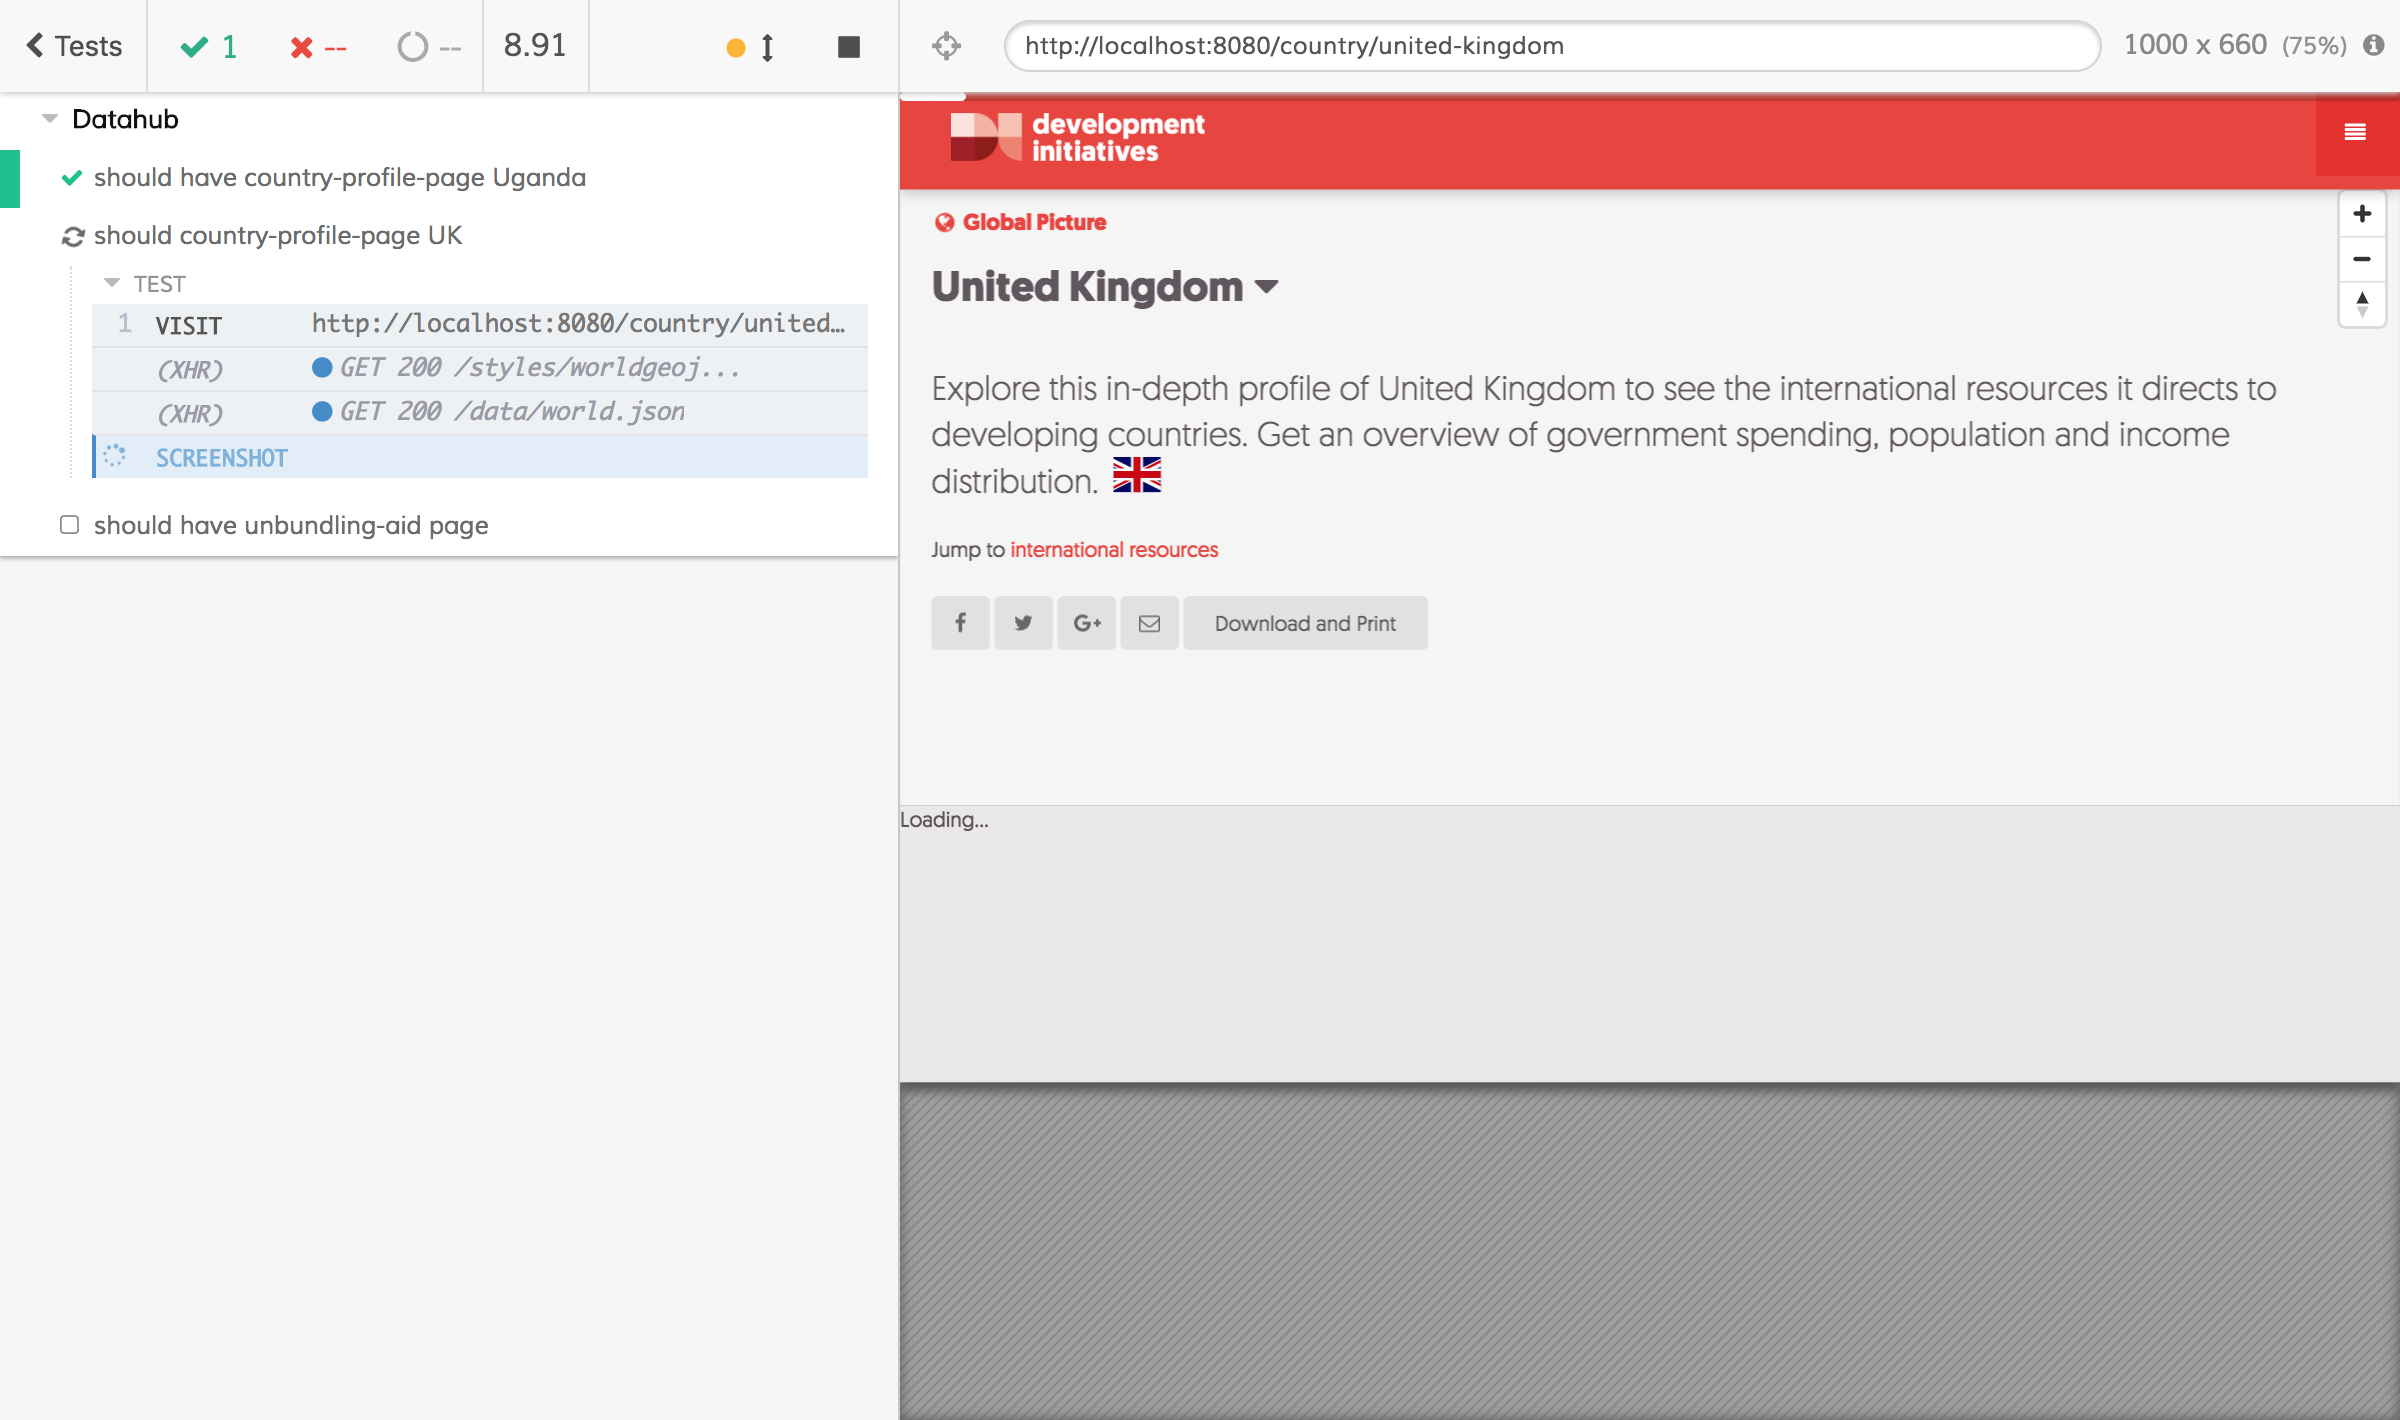 Tests
1
--
--
8.91
http://localhost:8080/country/united-kingdom
1000 x 660 (75%)
Datahub
should have country-profile-page Uganda
should country-profile-page UK
TEST
1 VISIT http://localhost:8080/country/united…
(XHR) GET 200 /styles/worldgeoj...
(XHR) GET 200 /data/world.json
SCREENSHOT
should have unbundling-aid page
development
initiatives
Global Picture
United Kingdom
Explore this in-depth profile of United Kingdom to see the international resources it directs to
developing countries. Get an overview of government spending, population and income
distribution.
Jump to international resources
G+
Download and Print
Loading...